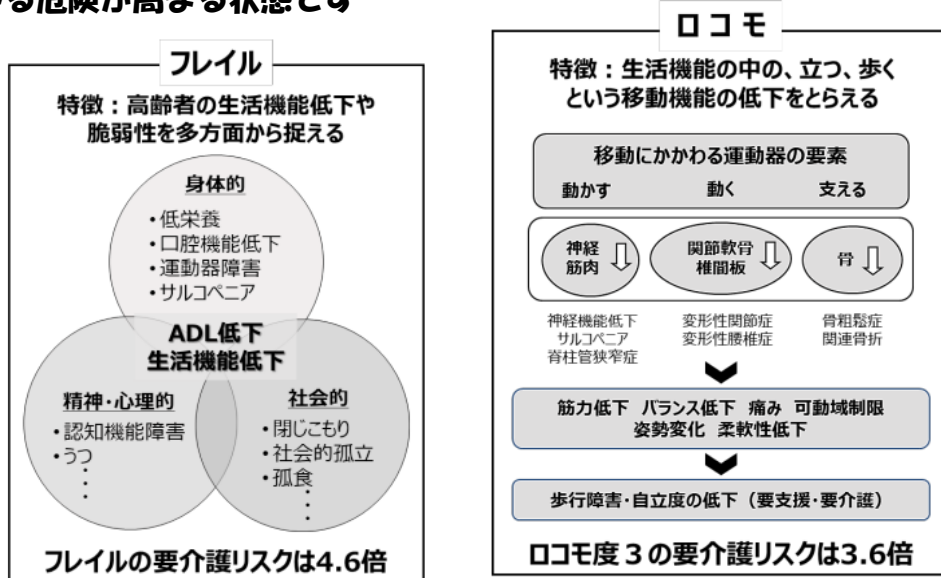 る危険が高まる状態とす
フレイル
特徴：高齢者の生活機能低下や
脆弱性を多方面から捉える
身体的
・低栄養
・口腔機能低下
・運動器障害
・サルコペニア
ADL低下
生活機能低下
精神・心理的
・認知機能障害
・うつ
・
・
・
社会的
・閉じこもり
・社会的孤立
・孤食
・
・
・
フレイルの要介護リスクは4.6倍
ロコモ
特徴：生活機能の中の、立つ、歩く
という移動機能の低下をとらえる
移動にかかわる運動器の要素
動かす 動く 支える
神経
筋肉
関節軟骨
椎間板
骨
神経機能低下
サルコペニア
脊柱管狭窄症
変形性関節症
変形性腰椎症
骨粗鬆症
関連骨折
筋力低下 バランス低下 痛み 可動域制限
姿勢変化 柔軟性低下
歩行障害・自立度の低下（要支援・要介護）
ロコモ度３の要介護リスクは3.6倍